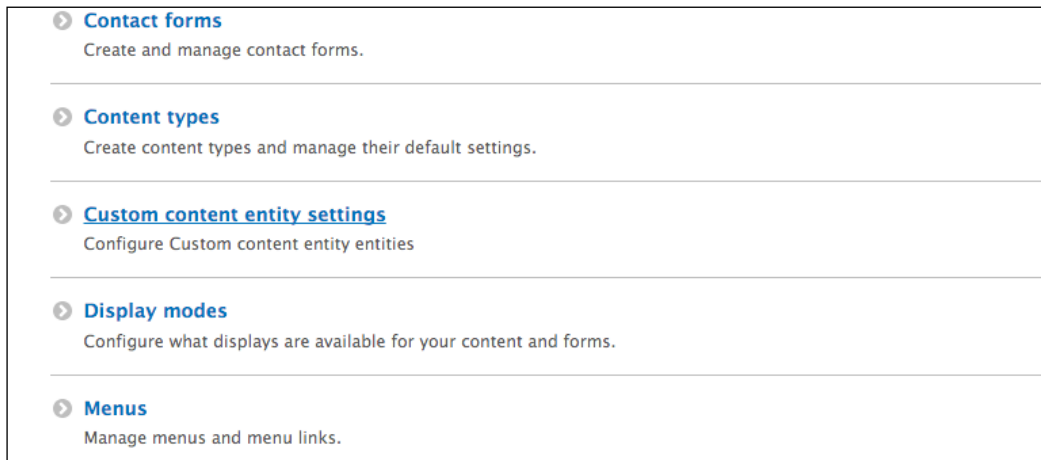 Contact forms
Create and manage contact forms.
Content types
Create content types and manage their default settings.
Custom content entity settings
Configure Custom content entity entities
Display modes
Configure what displays are available for your content and forms.
Menus
Manage menus and menu links.